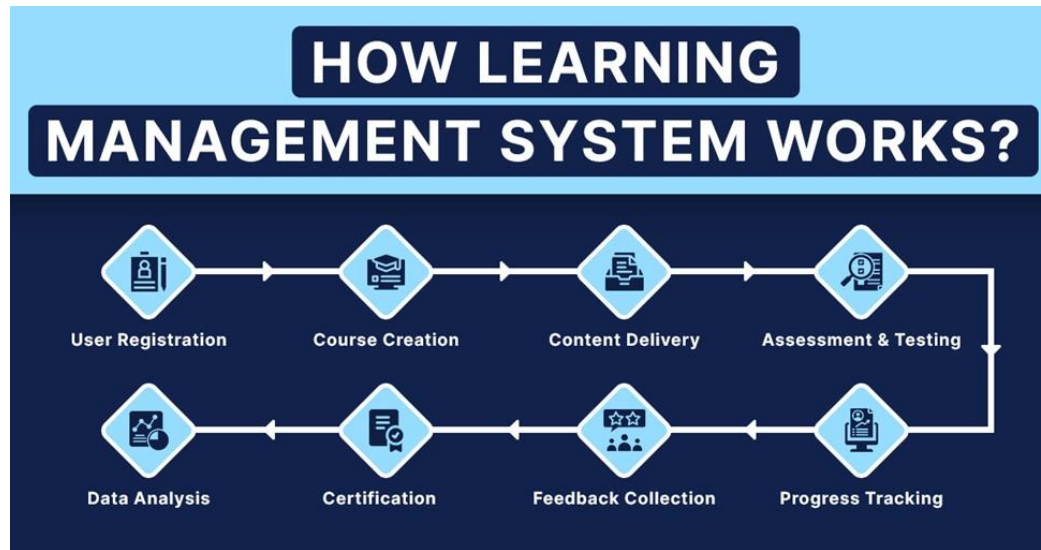 HOW LEARNING
MANAGEMENT SYSTEM WORKS?
User Registration
Course Creation
Content Delivery
Assessment & Testing
Data Analysis
Certification
Feedback Collection
Progress Tracking